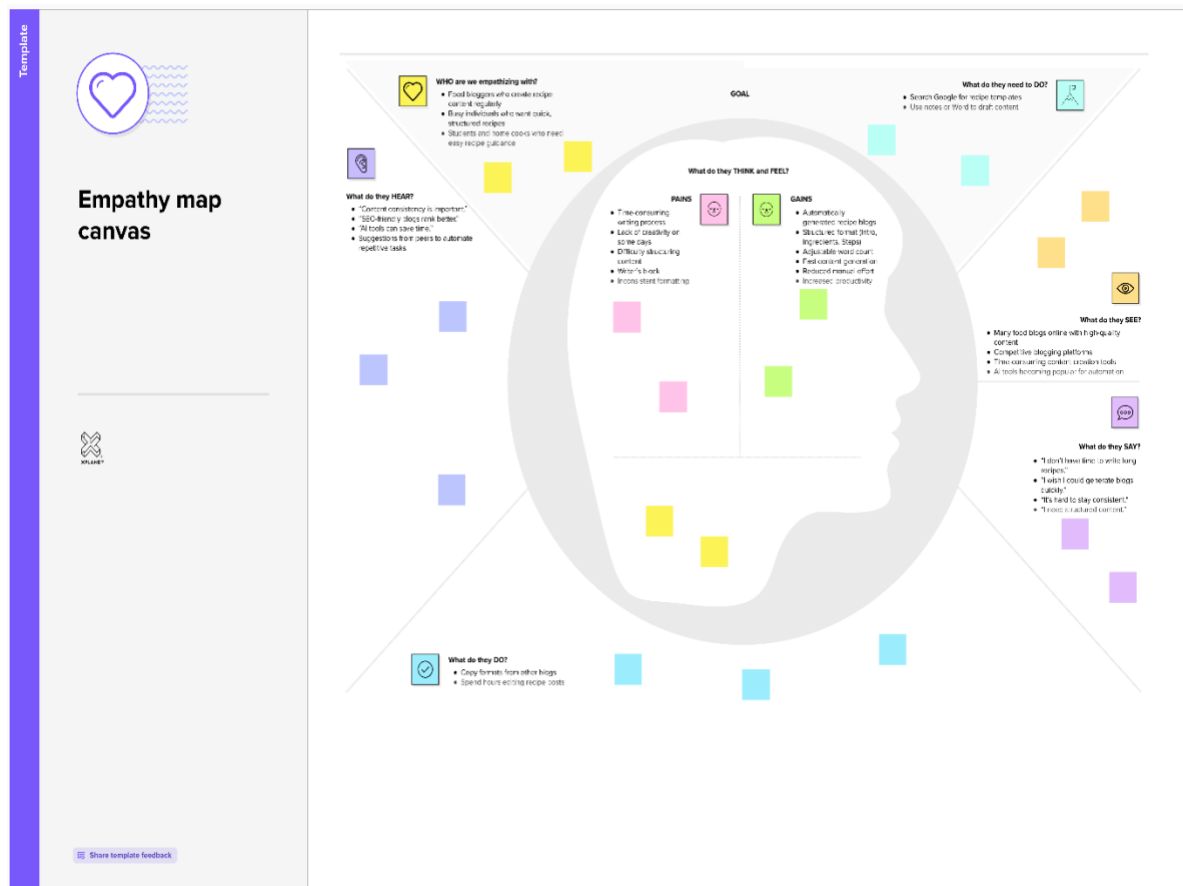 Template
Empathy map
canvas
XPLANE
Share template feedback
WHO are we empathizing with?
• Food bloggers who create recipe
content regularly
• Busy individuals who want quick,
structured recipes
• Students and home cooks who need
easy recipe guidance
GOAL
What do they need to DO?
• Search Google for recipe templates
• Use notes or Word to draft content
What do they HEAR?
• "Content consistency is important."
• "SEO-friendly blogs rank better."
• "AI tools can save time."
• Suggestions from peers to automate
repetitive tasks
What do they THINK and FEEL?
PAINS
• Time-consuming
writing process
• Lack of creativity on
some days
• Difficulty structuring
content
• Writer's block
• Inconsistent formatting
GAINS
• Automatically
generated recipe blogs
• Structured format (Intro,
Ingredients, Steps)
• Adjustable word count
• Fast content generation
• Reduced manual effort
• Increased productivity
What do they SEE?
• Many food blogs online with high-quality
content
• Competitive blogging platforms
• Time-consuming content creation tools
• AI tools becoming popular for automation
What do they SAY?
• "I don't have time to write long
recipes."
• "I wish I could generate blogs
quickly."
• "It's hard to stay consistent."
• "I need structured content."
What do they DO?
• Copy formats from other blogs
• Spend hours editing recipe posts